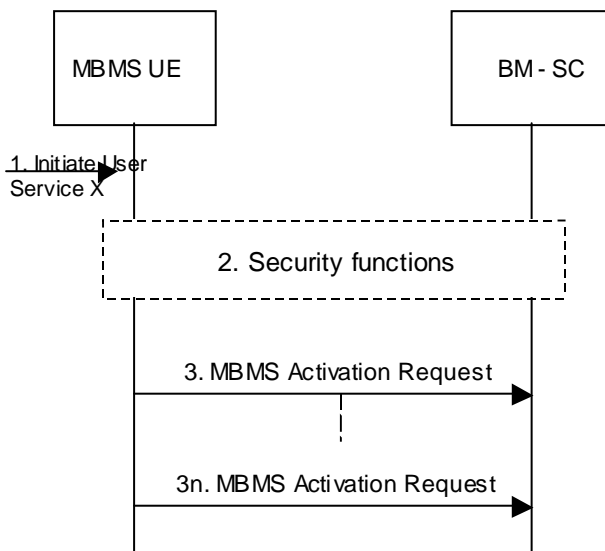 MBMS UE
BM - SC
1. Initiate User
Service X
2. Security functions
3. MBMS Activation Request
3n. MBMS Activation Request